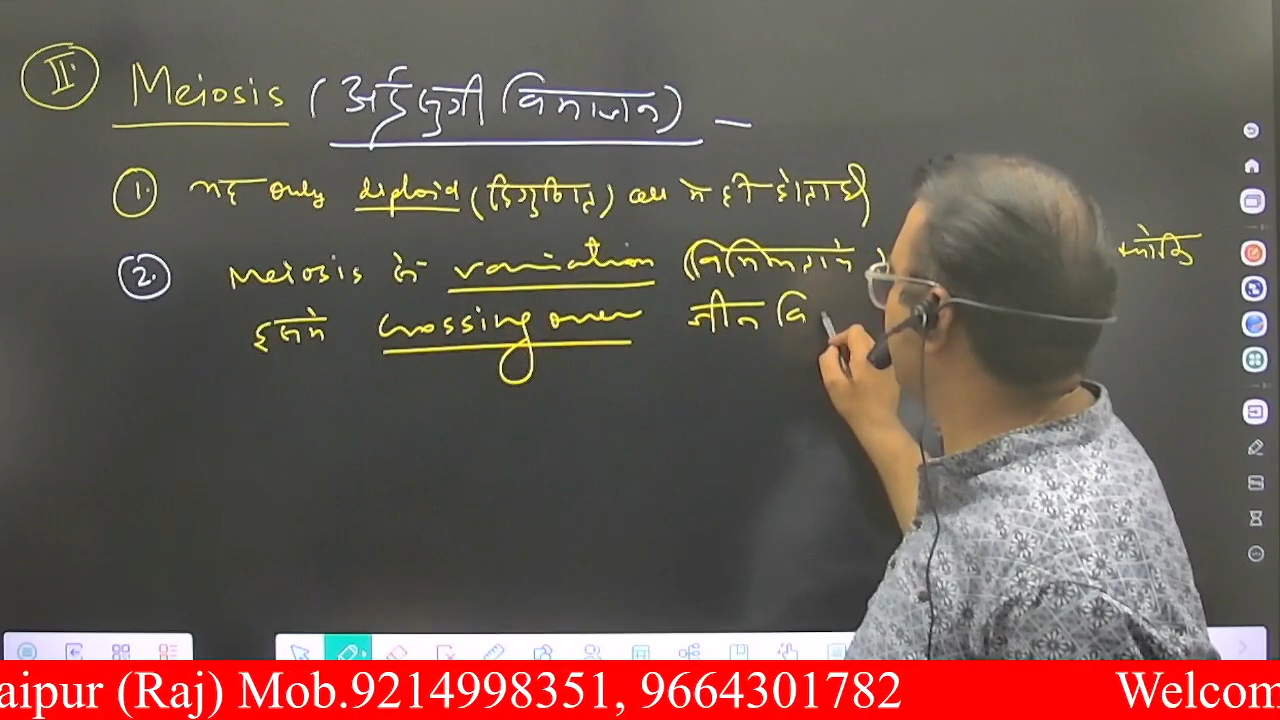 II. Meiosis (अर्द्धसूत्री विभाजन) –
1. यह only diploid (द्विगुणित) cell में ही होता है।
2. Meiosis से variation (विभिन्नताएं क्योंकि
इसमें crossing over जीन वि
aipur (Raj) Mob.9214998351, 9664301782 Welcom